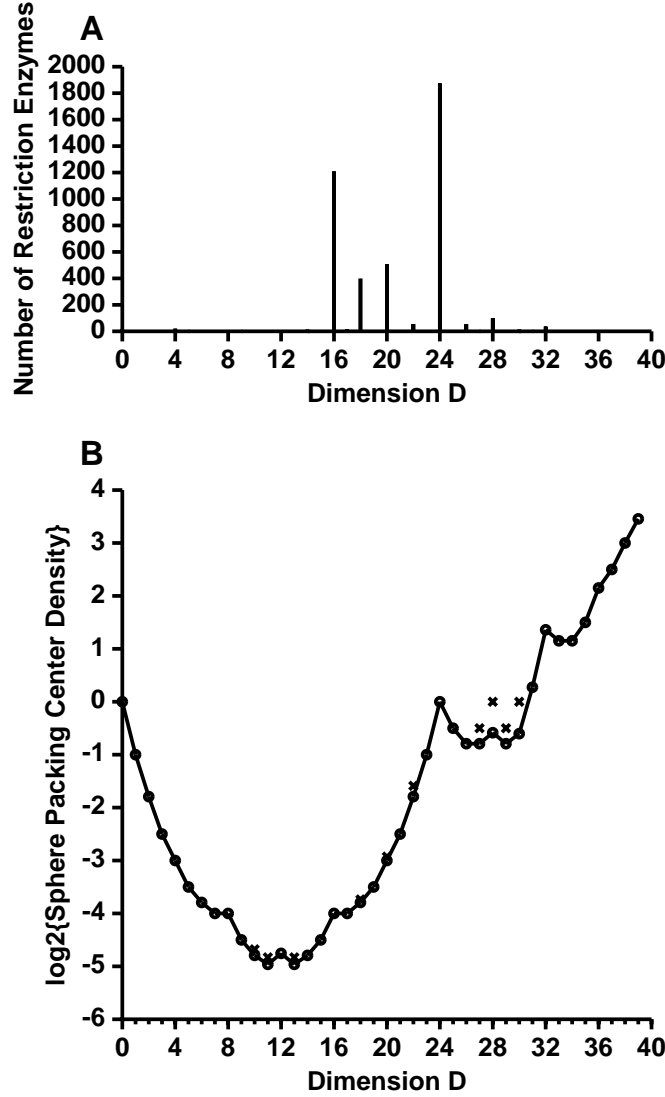 A
Number of Restriction Enzymes
2000
1800
1600
1400
1200
1000
800
600
400
200
0
0 4 8 12 16 20 24 28 32 36 40
Dimension D
B
log2{Sphere Packing Center Density}
4
3
2
1
0
-1
-2
-3
-4
-5
-6
0 4 8 12 16 20 24 28 32 36 40
Dimension D